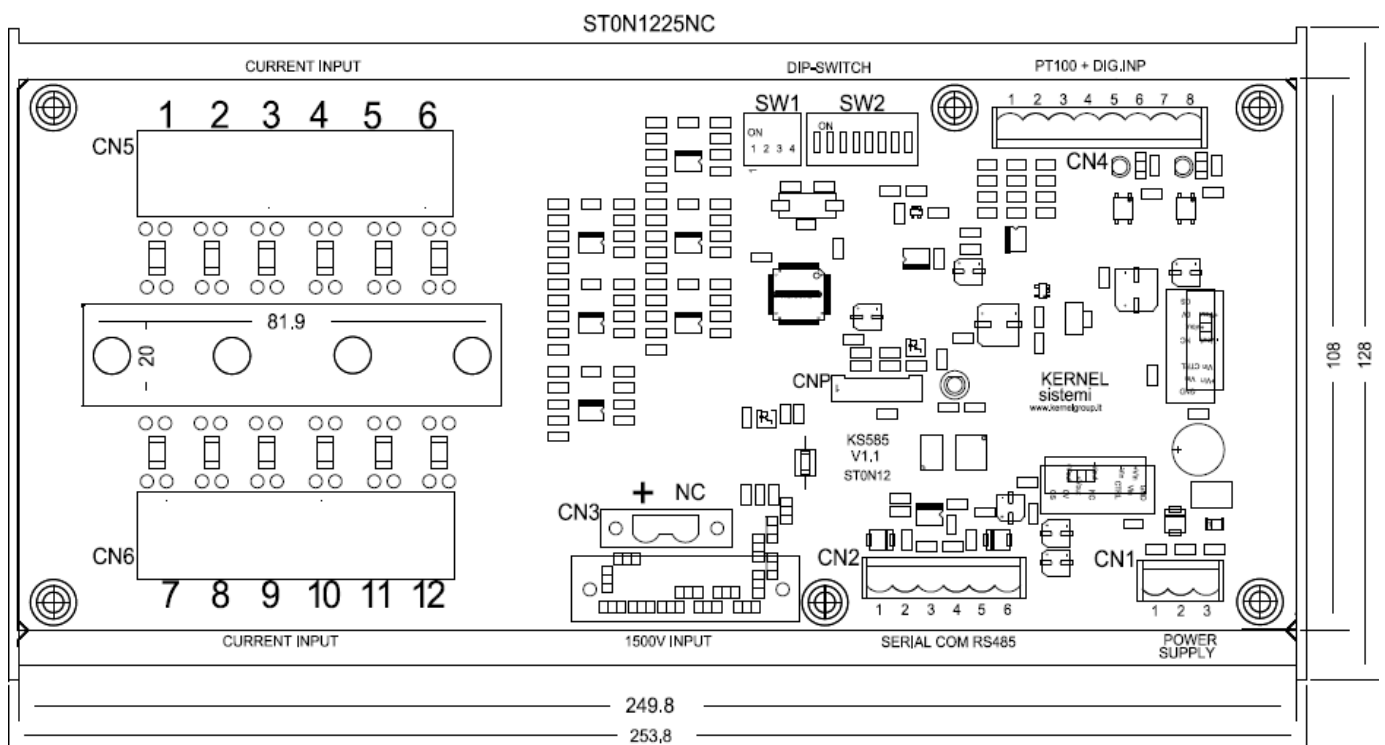 ST0N1225NC
CURRENT INPUT
DIP-SWITCH
PT100 + DIG.INP
1 2 3 4 5 6
CN5
SW1 SW2
ON
1 2 3 4
1
ON
1 2 3 4 5 6 7 8
CN4
81.9
20
CNP
1
KERNEL
sistemi
www.kernelgroup.it
KS585
V1.1
ST0N12
+ NC
CN3
CN6
7 8 9 10 11 12
CN2
1 2 3 4 5 6
CN1
1 2 3
CURRENT INPUT
1500V INPUT
SERIAL COM RS485
POWER
SUPPLY
108
128
249.8
253,8